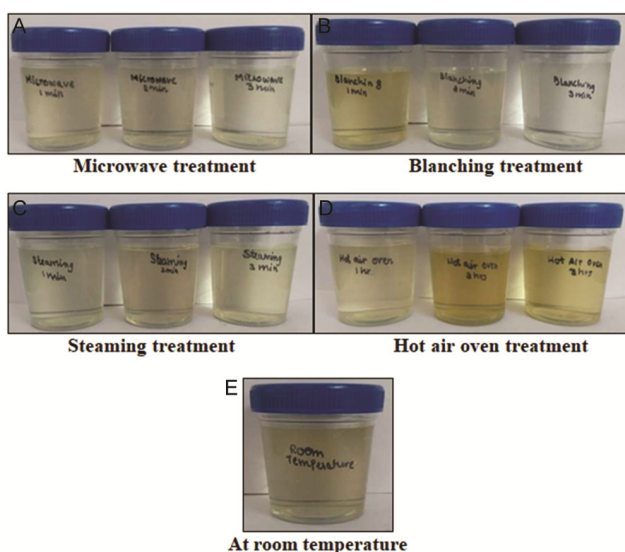 A
Microwave
1 min
Microwave
2 min
Microwave
3 min
Microwave treatment
B
Blanching
1 min
Blanching
2 min
Blanching
3 min
Blanching treatment
C
Steaming
1 min
Steaming
2 min
Steaming
3 min
Steaming treatment
D
Hot air oven
1 hr.
Hot air oven
2 hrs
Hot Air oven
3 hrs
Hot air oven treatment
E
Room
Temperature
At room temperature